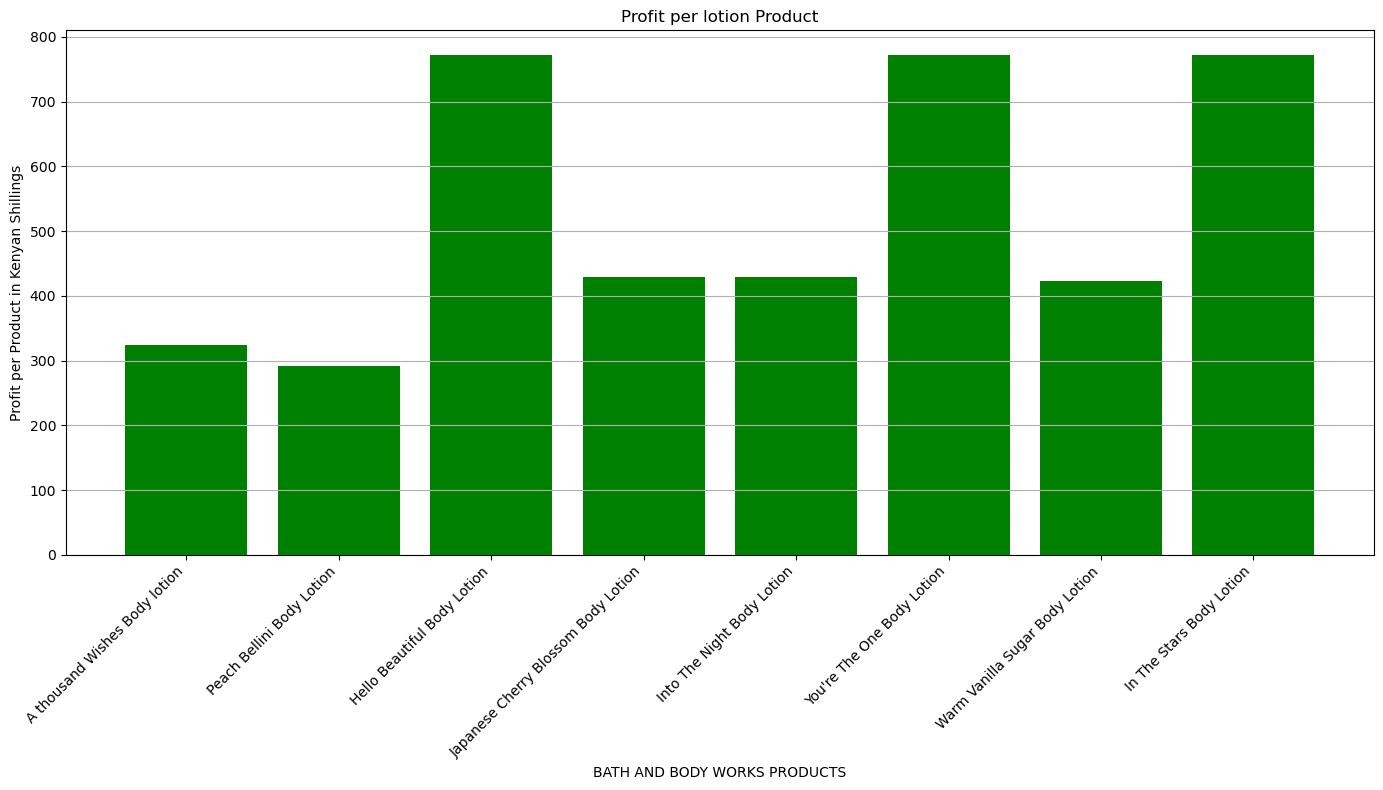 Profit per lotion Product
Profit per Product in Kenyan Shillings
800
700
600
500
400
300
200
100
0
A thousand Wishes Body lotion
Peach Bellini Body Lotion
Hello Beautiful Body Lotion
Japanese Cherry Blossom Body Lotion
Into The Night Body Lotion
You're The One Body Lotion
Warm Vanilla Sugar Body Lotion
In The Stars Body Lotion
BATH AND BODY WORKS PRODUCTS